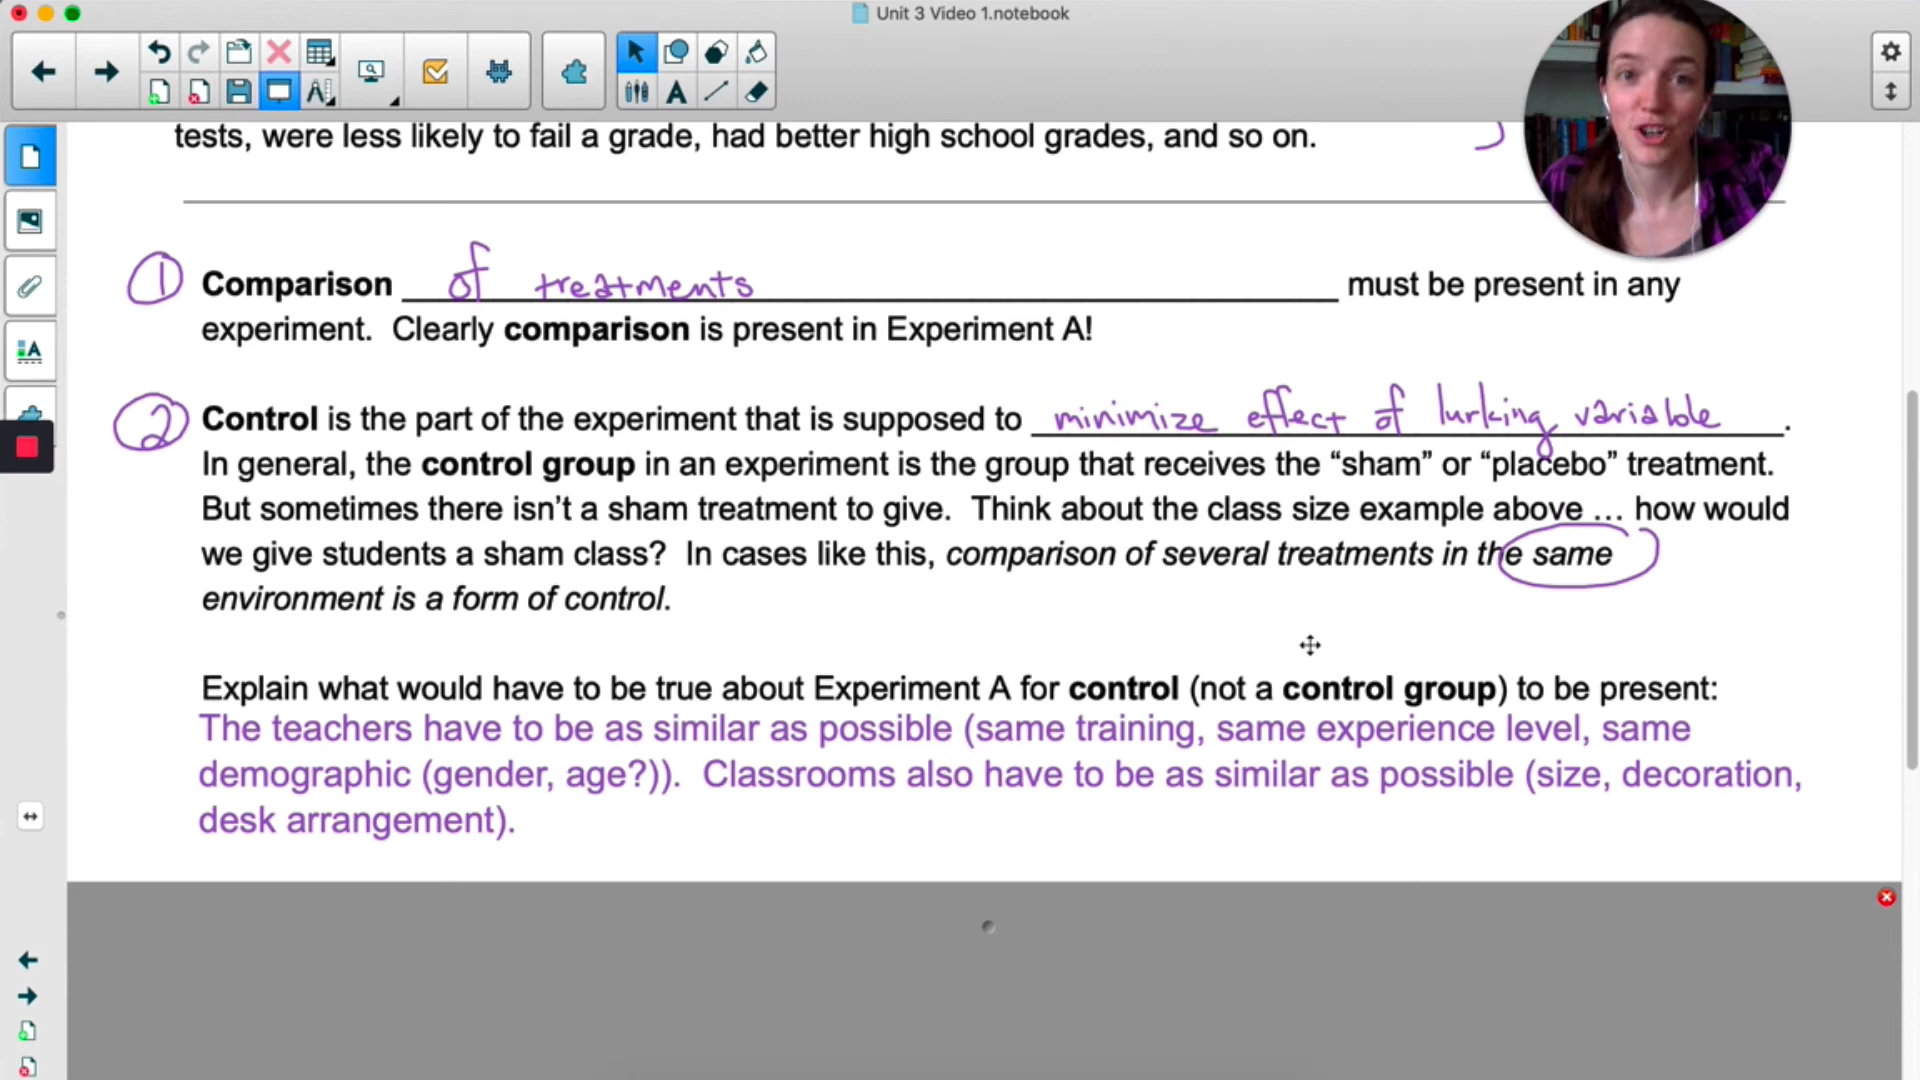 Unit 3 Video 1.notebook
tests, were less likely to fail a grade, had better high school grades, and so on.
① Comparison of treatments must be present in any
experiment. Clearly comparison is present in Experiment A!
② Control is the part of the experiment that is supposed to minimize effect of lurking variable.
In general, the control group in an experiment is the group that receives the “sham” or “placebo” treatment.
But sometimes there isn’t a sham treatment to give. Think about the class size example above … how would
we give students a sham class? In cases like this, comparison of several treatments in the same
environment is a form of control.
Explain what would have to be true about Experiment A for control (not a control group) to be present:
The teachers have to be as similar as possible (same training, same experience level, same
demographic (gender, age?)). Classrooms also have to be as similar as possible (size, decoration,
desk arrangement).